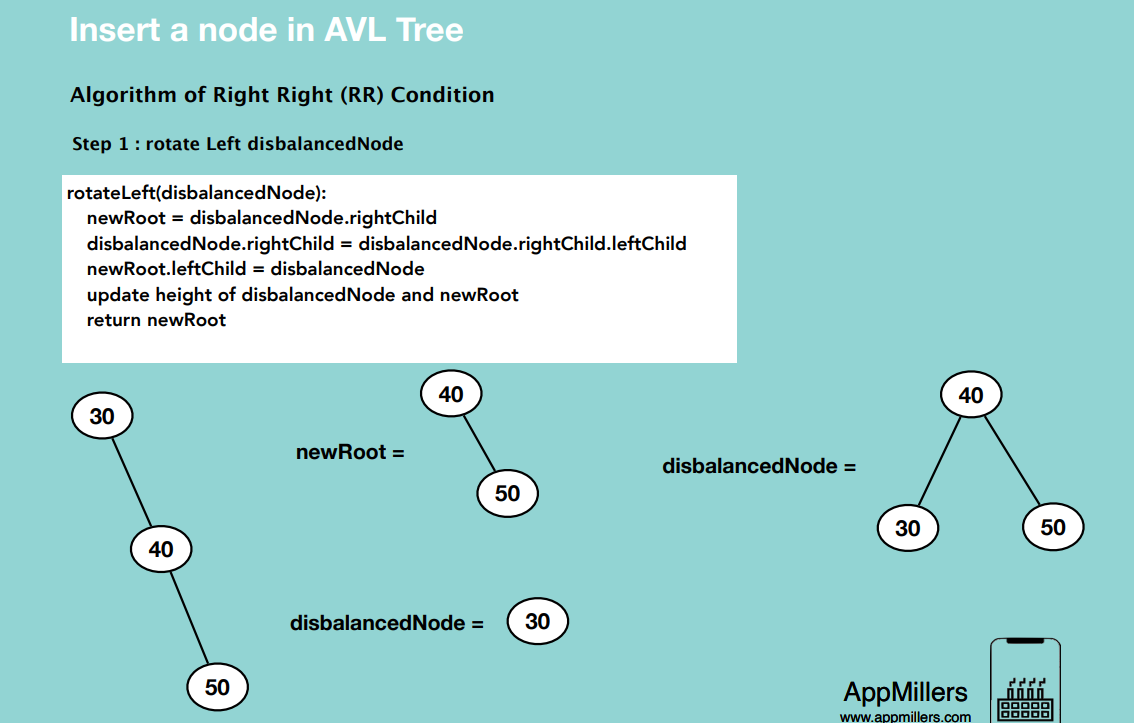 Insert a node in AVL Tree
Algorithm of Right Right (RR) Condition
Step 1 : rotate Left disbalancedNode
rotateLeft(disbalancedNode):
newRoot = disbalancedNode.rightChild
disbalancedNode.rightChild = disbalancedNode.rightChild.leftChild
newRoot.leftChild = disbalancedNode
update height of disbalancedNode and newRoot
return newRoot
30
40
50
newRoot =
40
50
disbalancedNode =
30
disbalancedNode =
40
30
50
AppMillers
www.appmillers.com